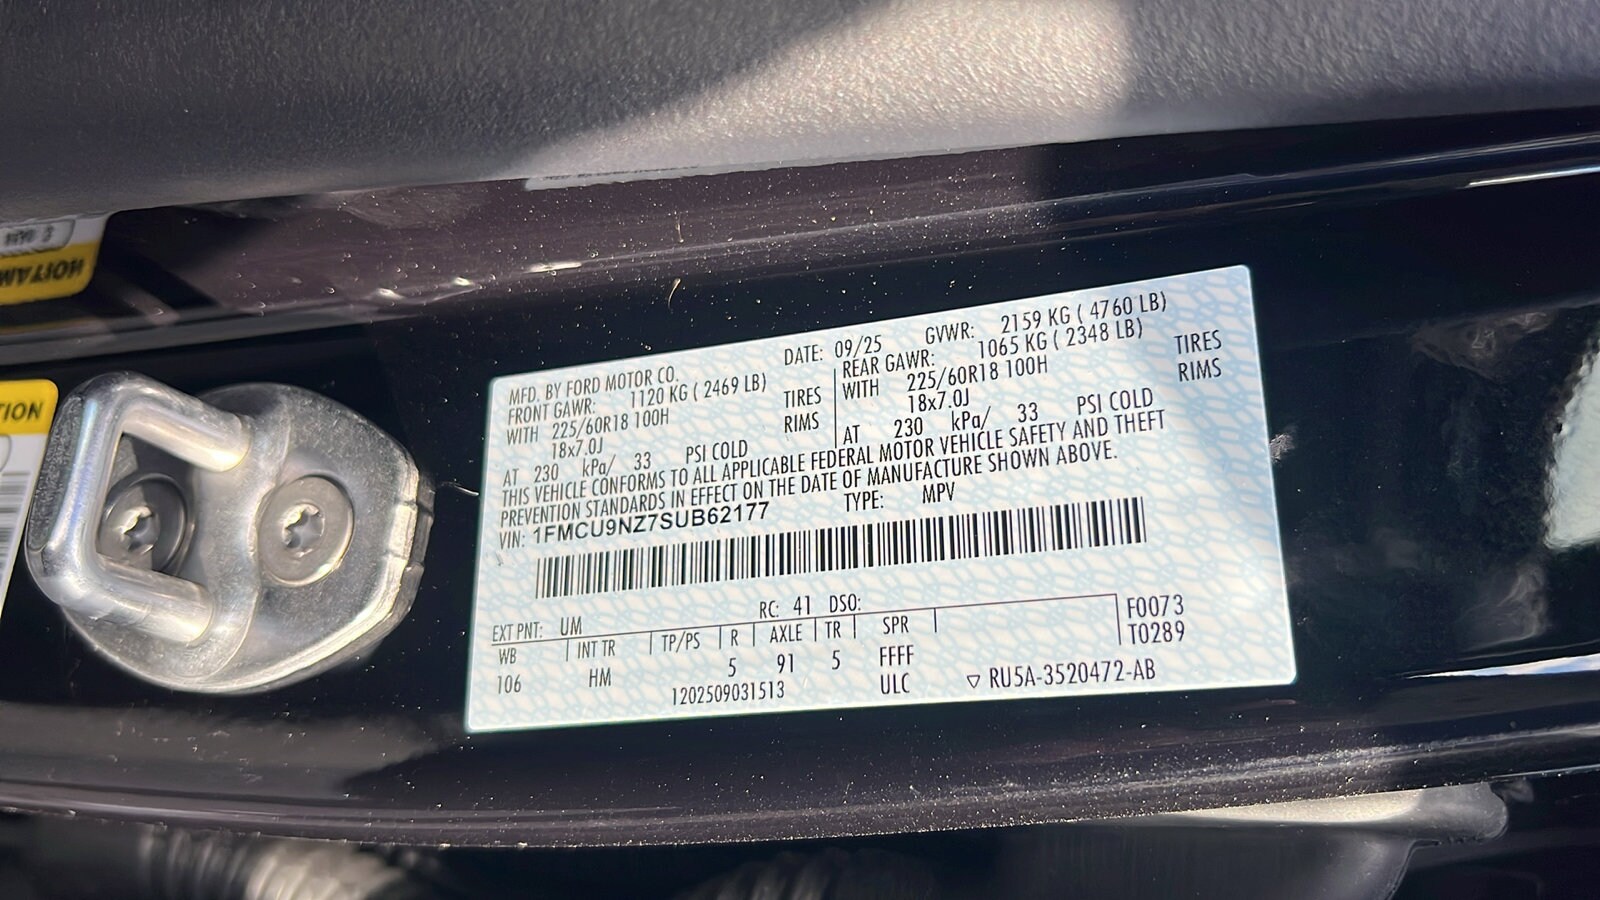 MFD. BY FORD MOTOR CO.
DATE: 09/25 GVWR: 2159 KG ( 4760 LB)
FRONT GAWR: 1120 KG ( 2469 LB)
WITH 225/60R18 100H TIRES
18x7.0J RIMS
AT 230 kPa/ 33 PSI COLD
REAR GAWR: 1065 KG ( 2348 LB)
WITH 225/60R18 100H TIRES
18x7.0J RIMS
AT 230 kPa/ 33 PSI COLD
THIS VEHICLE CONFORMS TO ALL APPLICABLE FEDERAL MOTOR VEHICLE SAFETY AND THEFT
PREVENTION STANDARDS IN EFFECT ON THE DATE OF MANUFACTURE SHOWN ABOVE.
VIN: 1FMCU9NZ7SUB62177 TYPE: MPV
EXT PNT: UM RC: 41 DSO:
WB INT TR TP/PS R AXLE TR SPR
106 HM 5 91 5 FFFF
1202509031513 ULC
F0073
T0289
▽ RU5A-3520472-AB
TION